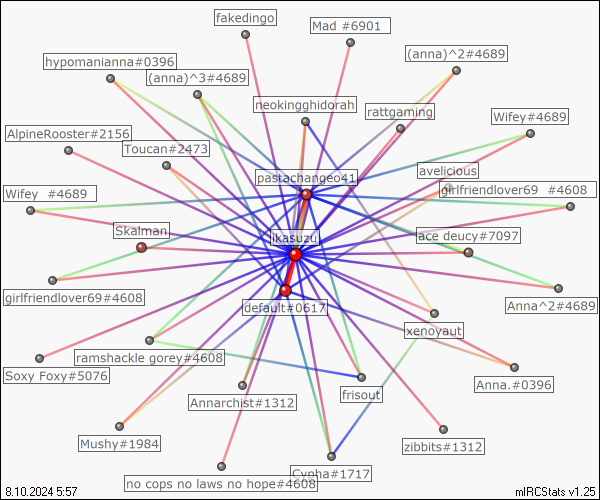 fakedingo
Mad #6901
hypomanianna#0396
(anna)^2#4689
(anna)^3#4689
neokingghidorah
rattgaming
Wifey#4689
AlpineRooster#2156
Toucan#2473
avelicious
pastachangeo41
girlfriendlover69 #4608
Wifey #4689
Skalman
ikasuzu
ace deucy#7097
girlfriendlover69#4608
default#0617
Anna^2#4689
xenoyaut
ramshackle gorey#4608
Soxy Foxy#5076
Anna.#0396
frisout
Annarchist#1312
Mushy#1984
zibbits#1312
Cynha#1717
no cops no laws no hope#4608
8.10.2024 5:57
mIRCStats v1.25